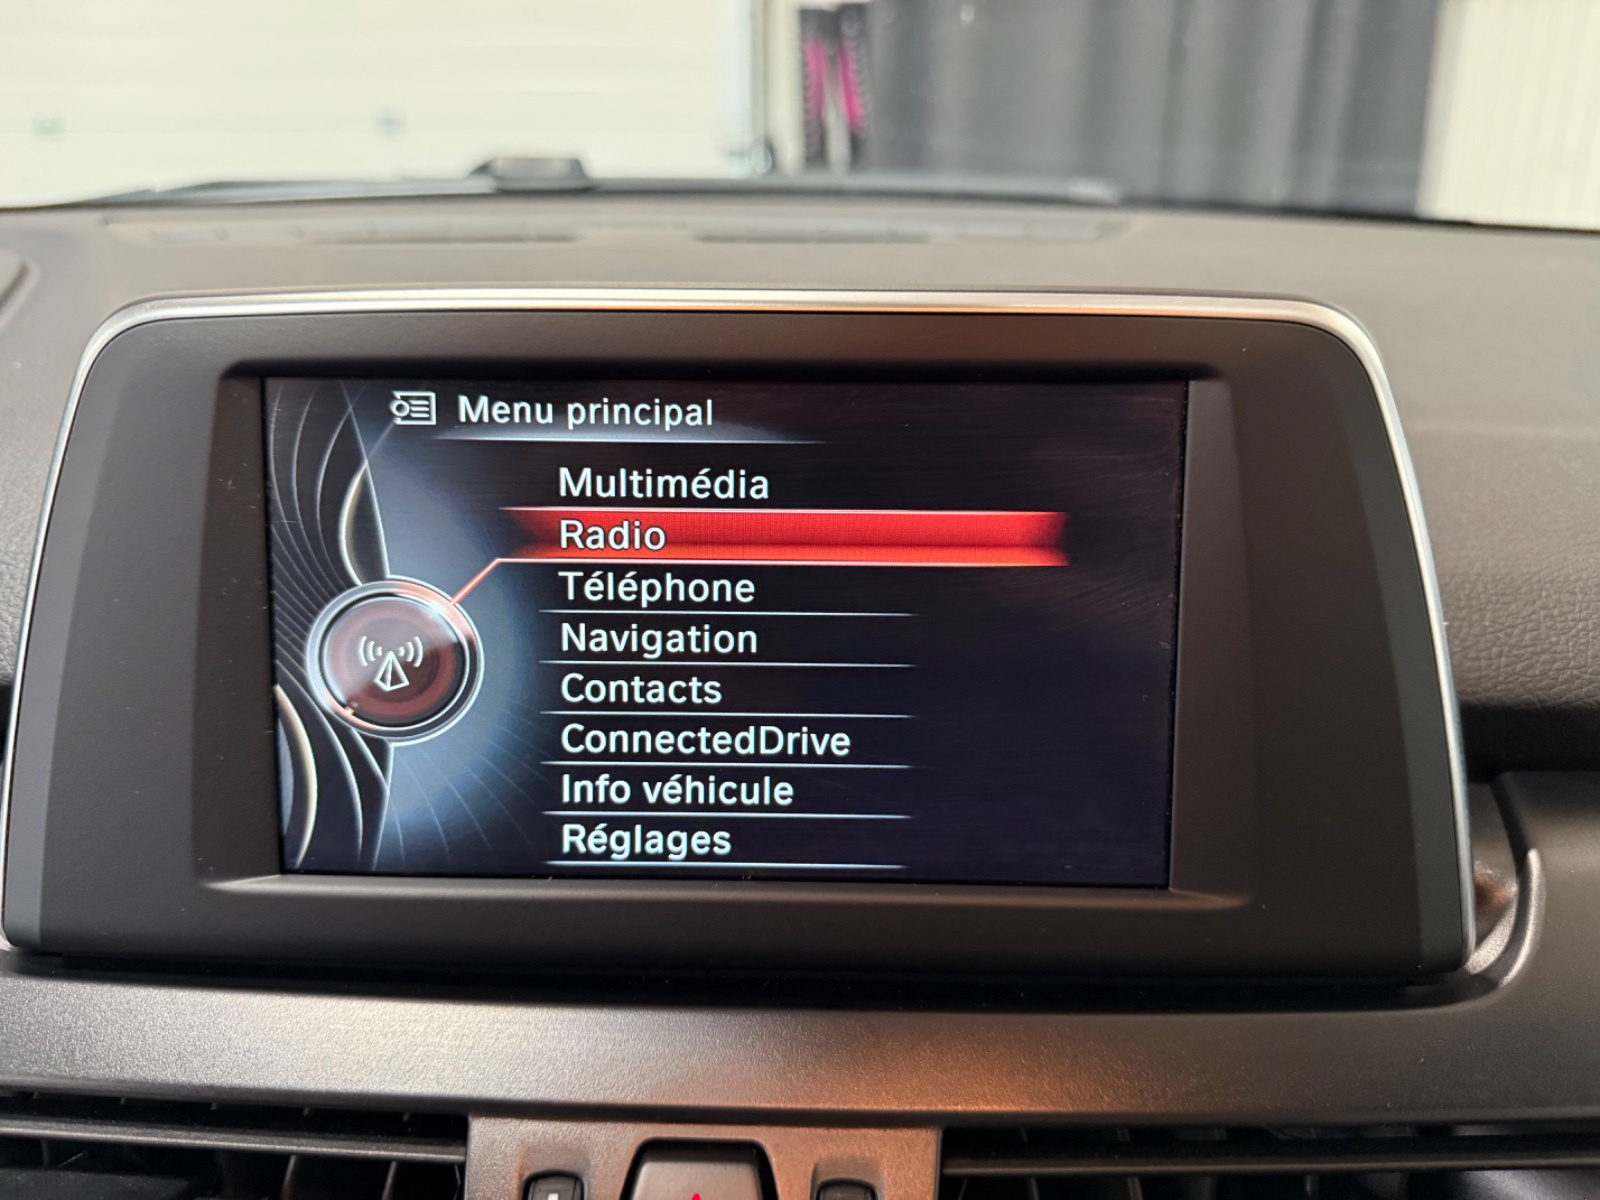 Menu principal
Multimédia
Radio
Téléphone
Navigation
Contacts
ConnectedDrive
Info véhicule
Réglages